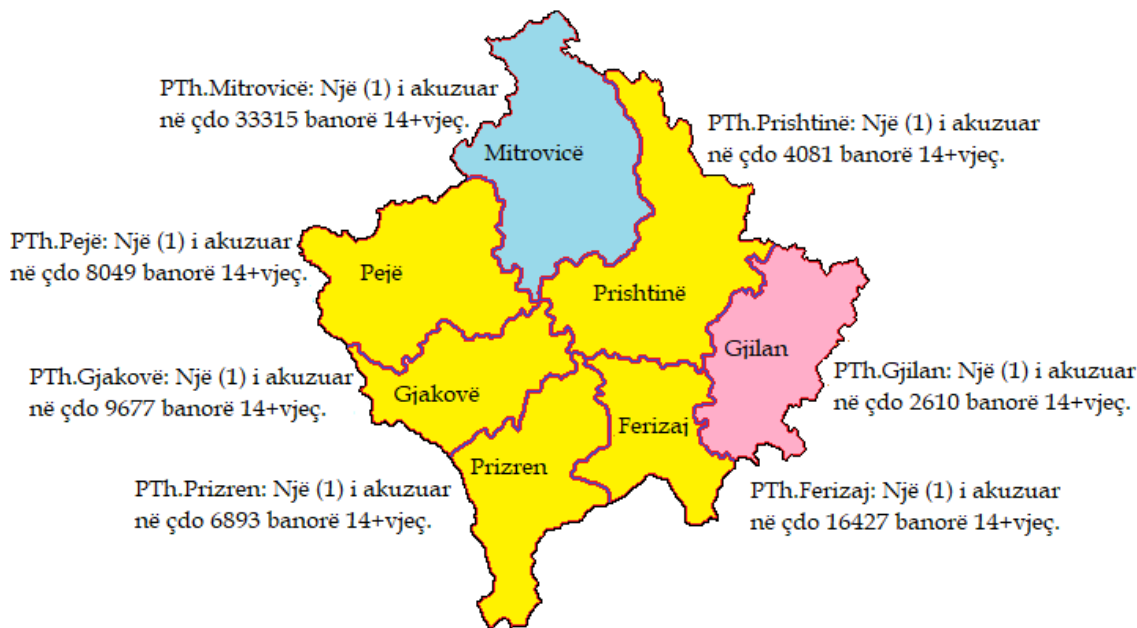 PTh.Mitrovicë: Një (1) i akuzuar
në çdo 33315 banorë 14+vjeç.
PTh.Prishtinë: Një (1) i akuzuar
në çdo 4081 banorë 14+vjeç.
Mitrovicë
PTh.Pejë: Një (1) i akuzuar
në çdo 8049 banorë 14+vjeç.
Pejë
Prishtinë
Gjilan
PTh.Gjakovë: Një (1) i akuzuar
në çdo 9677 banorë 14+vjeç.
Gjakovë
PTh.Gjilan: Një (1) i akuzuar
në çdo 2610 banorë 14+vjeç.
Ferizaj
Prizren
PTh.Prizren: Një (1) i akuzuar
në çdo 6893 banorë 14+vjeç.
PTh.Ferizaj: Një (1) i akuzuar
në çdo 16427 banorë 14+vjeç.